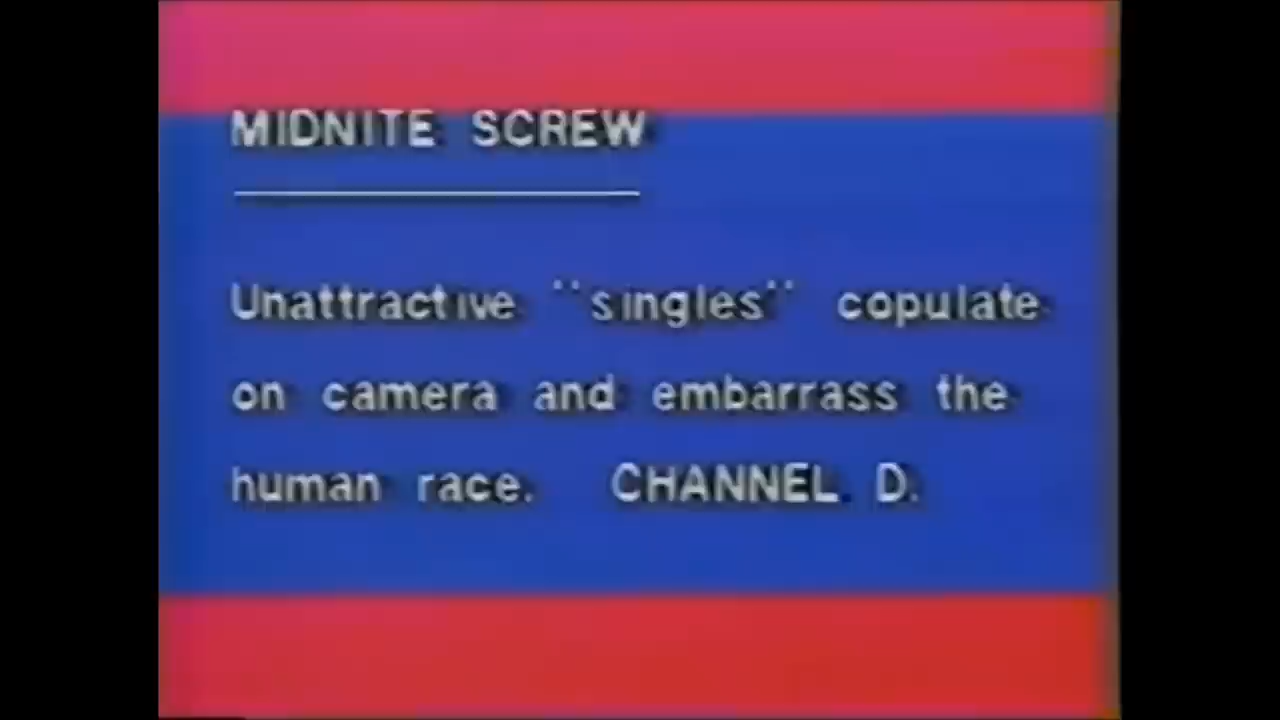 MIDNITE SCREW
Unattractive "singles" copulate
on camera and embarrass the
human race. CHANNEL D.